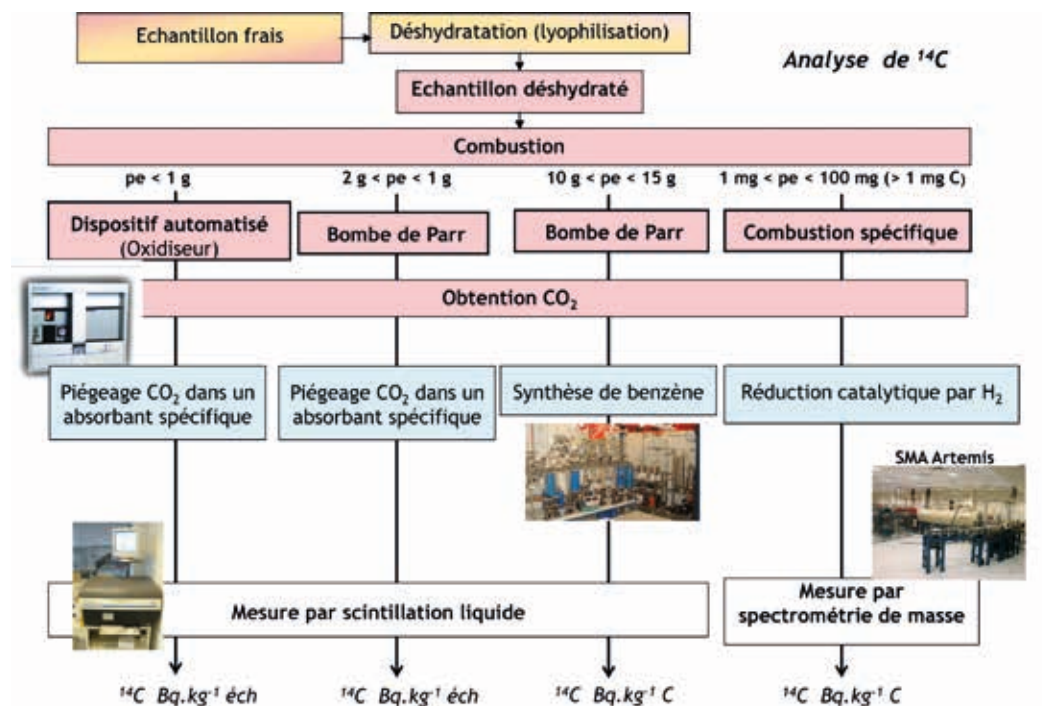 Echantillon frais
Déshydratation (lyophilisation)
Analyse de ¹⁴C
Echantillon déshydraté
Combustion
pe < 1 g
2 g < pe < 1 g
10 g < pe < 15 g
1 mg < pe < 100 mg (> 1 mg C)
Dispositif automatisé
(Oxidiseur)
Bombe de Parr
Bombe de Parr
Combustion spécifique
Obtention CO₂
Piégeage CO₂ dans un
absorbant spécifique
Piégeage CO₂ dans un
absorbant spécifique
Synthèse de benzène
Réduction catalytique par H₂
SMA Artemis
Mesure par scintillation liquide
Mesure par
spectrométrie de masse
¹⁴C Bq.kg⁻¹ éch
¹⁴C Bq.kg⁻¹ éch
¹⁴C Bq.kg⁻¹ C
¹⁴C Bq.kg⁻¹ C